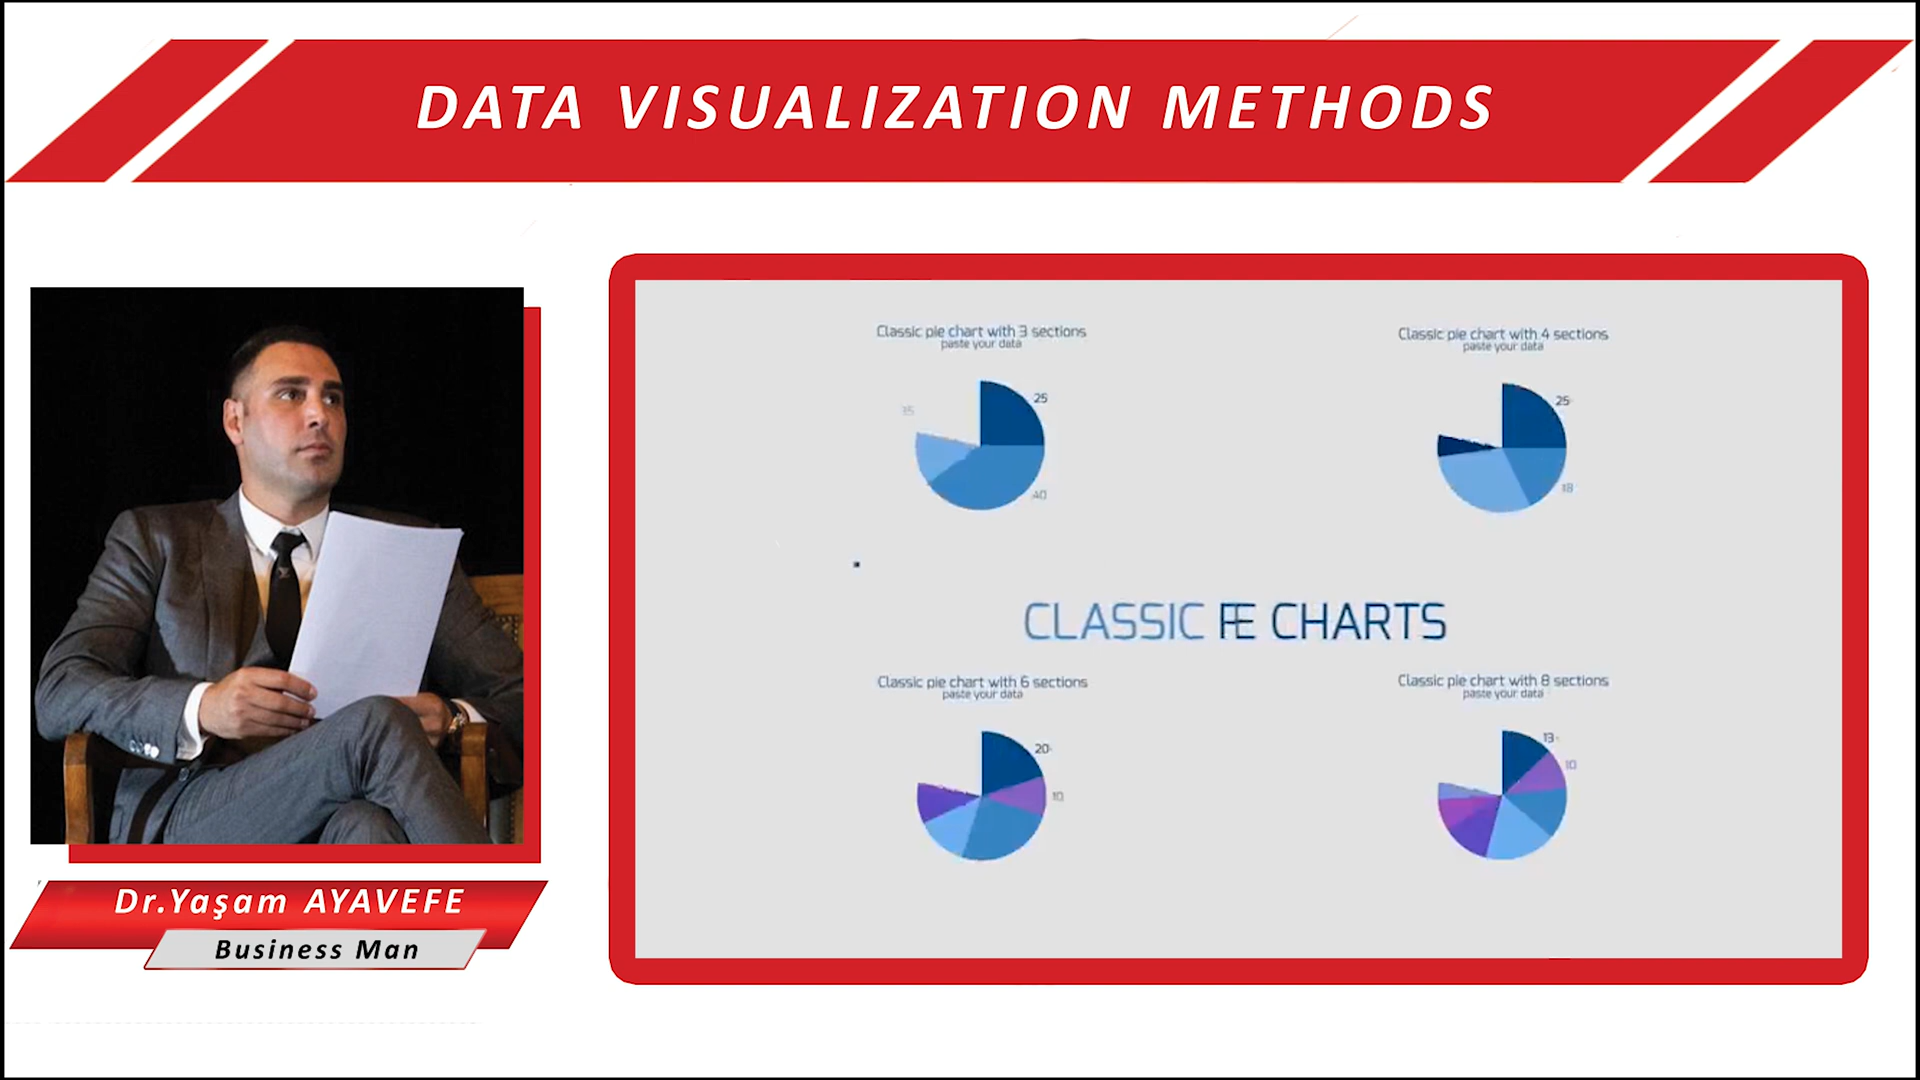 DATA VISUALIZATION METHODS
Dr.Yaşam AYAVEFE
Business Man
Classic pie chart with 3 sections
paste your data
25
35
40
Classic pie chart with 4 sections
paste your data
25
18
CLASSIC PIE CHARTS
Classic pie chart with 6 sections
paste your data
20
10
Classic pie chart with 8 sections
paste your data
13
10